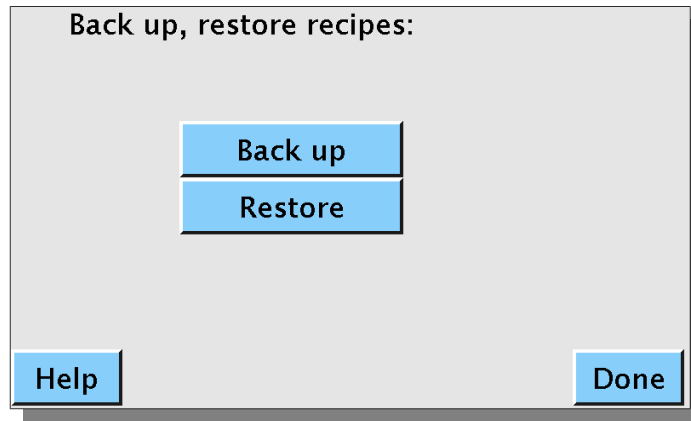 Back up, restore recipes:
Back up
Restore
Help
Done